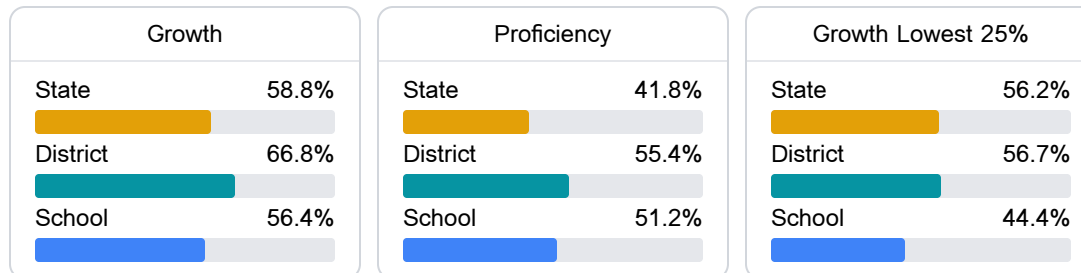 Growth
State 58.8%
District 66.8%
School 56.4%
Proficiency
State 41.8%
District 55.4%
School 51.2%
Growth Lowest 25%
State 56.2%
District 56.7%
School 44.4%